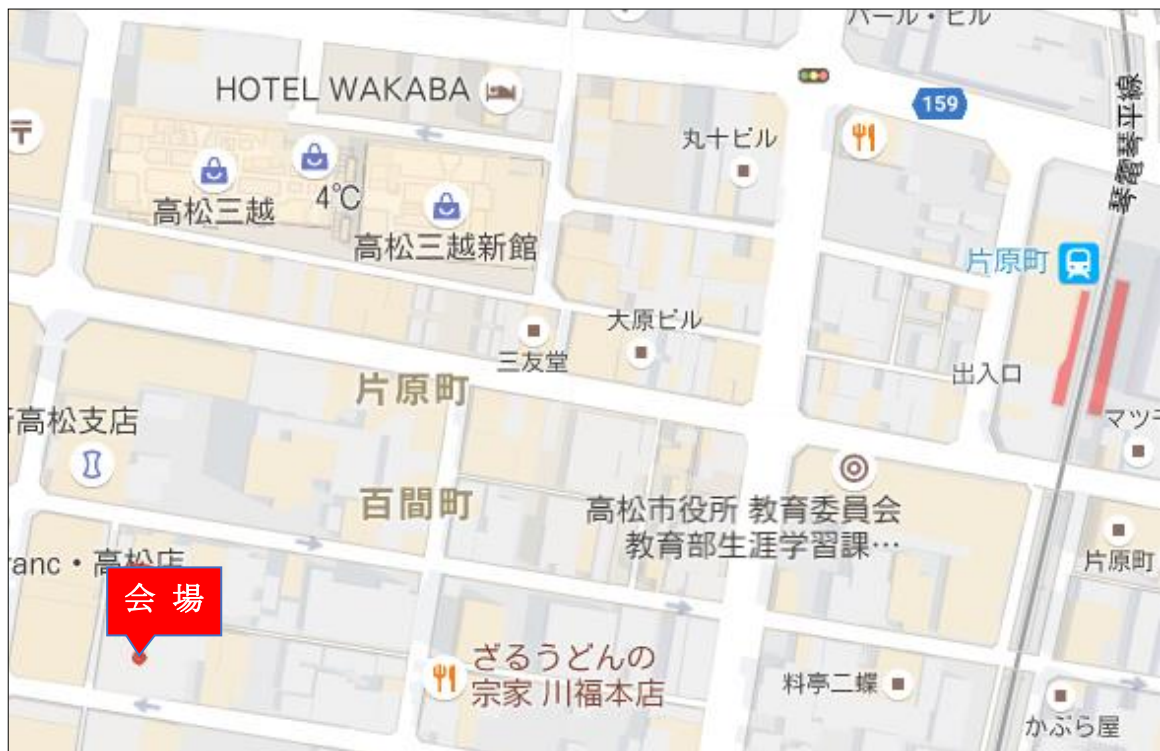 パール・ビル
HOTEL WAKABA
159
丸十ビル
琴電琴平線
高松三越
4℃
高松三越新館
片原町
大原ビル
三友堂
出入口
片原町
高松支店
マツ
百間町
高松市役所 教育委員会
教育部生涯学習課…
片原町
ranc・高松店
会 場
ざるうどんの
宗家 川福本店
料亭二蝶
かぶら屋